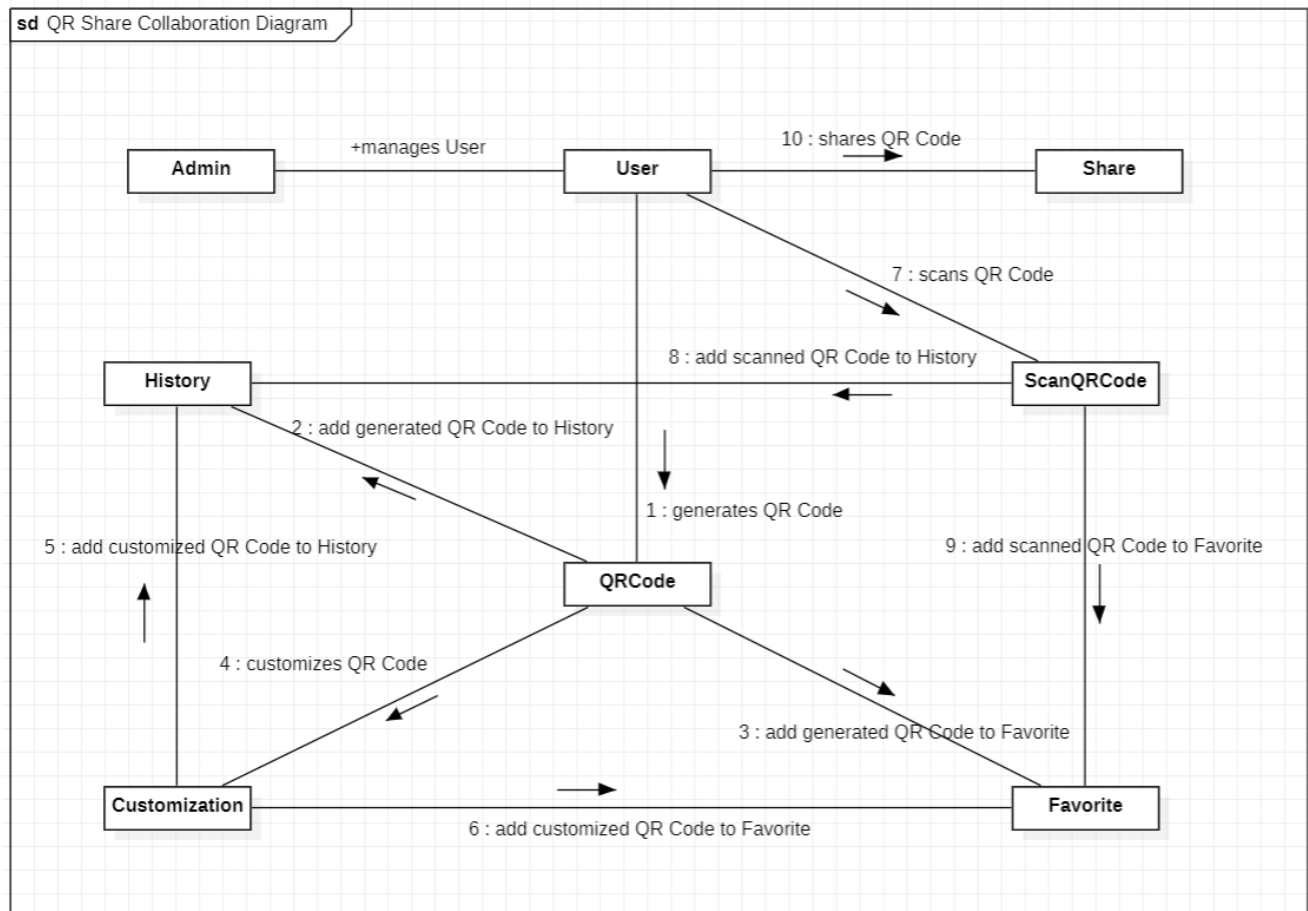 sd QR Share Collaboration Diagram
+manages User
10 : shares QR Code
Admin
User
Share
7 : scans QR Code
8 : add scanned QR Code to History
History
ScanQRCode
2 : add generated QR Code to History
1 : generates QR Code
5 : add customized QR Code to History
9 : add scanned QR Code to Favorite
QRCode
4 : customizes QR Code
3 : add generated QR Code to Favorite
Customization
Favorite
6 : add customized QR Code to Favorite